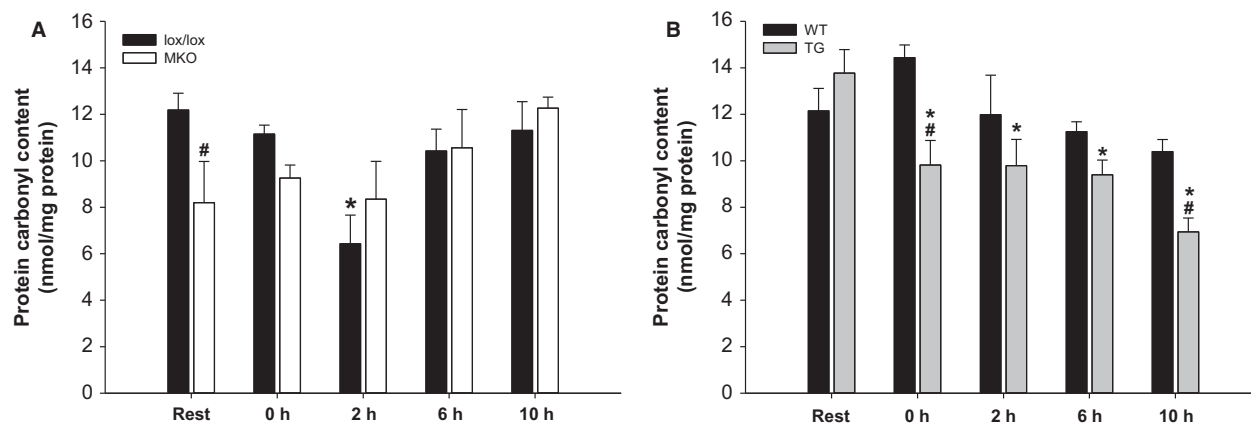 A
lox/lox
MKO
Protein carbonyl content
(nmol/mg protein)
16
14
12
10
8
6
4
2
0
#
*
Rest 0 h 2 h 6 h 10 h
B
WT
TG
Protein carbonyl content
(nmol/mg protein)
16
14
12
10
8
6
4
2
0
*
#
*
*
*
#
Rest 0 h 2 h 6 h 10 h